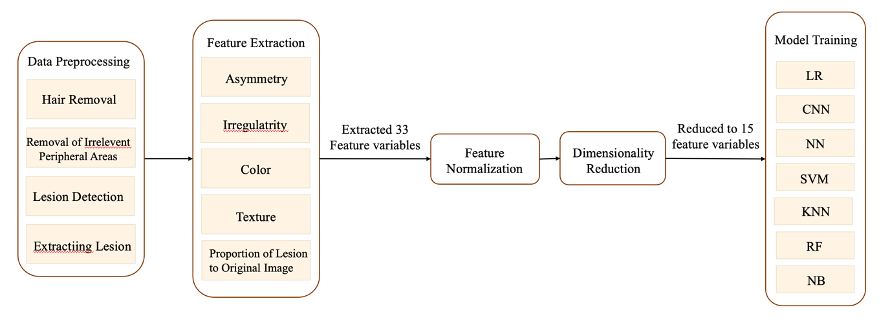 Data Preprocessing
Hair Removal
Removal of Irrelevent
Peripheral Areas
Lesion Detection
Extractiing Lesion
Feature Extraction
Asymmetry
Irregulatrity
Color
Texture
Proportion of Lesion
to Original Image
Extracted 33
Feature variables
Feature
Normalization
Dimensionality
Reduction
Reduced to 15
feature variables
Model Training
LR
CNN
NN
SVM
KNN
RF
NB